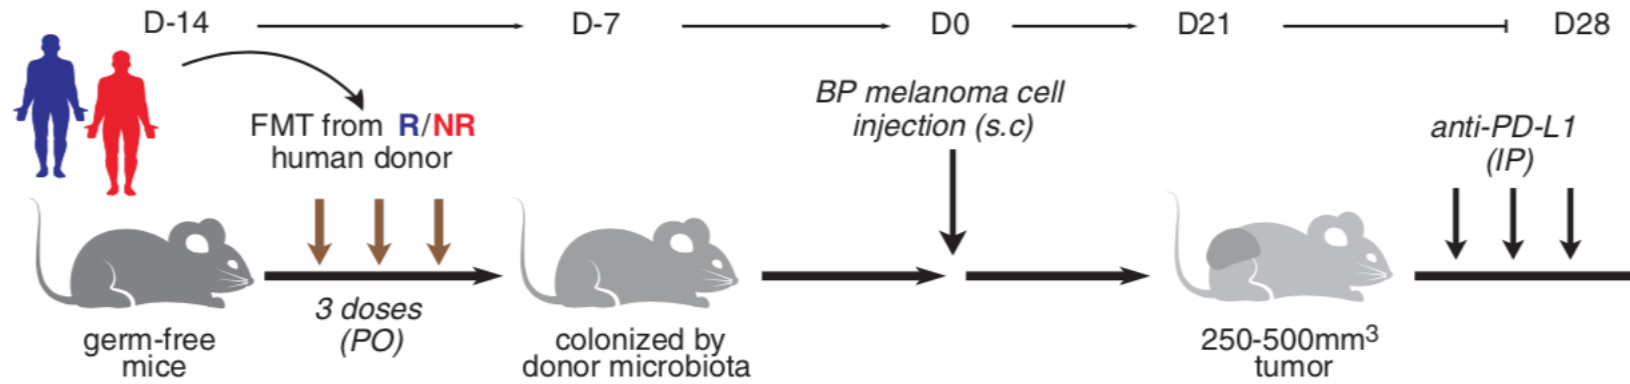 D-14 D-7 D0 D21 D28
FMT from R/NR
human donor
BP melanoma cell
injection (s.c)
anti-PD-L1
(IP)
3 doses
(PO)
germ-free
mice
colonized by
donor microbiota
250-500mm³
tumor